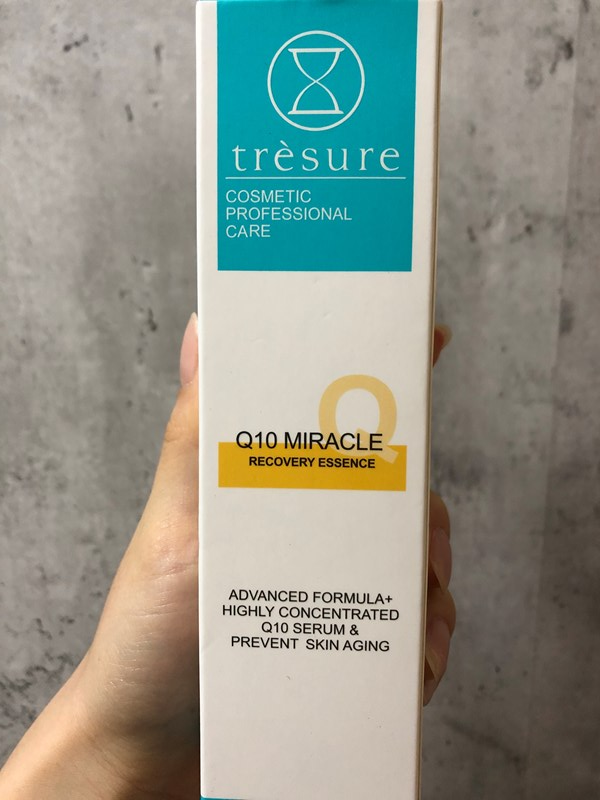 trèsure
COSMETIC
PROFESSIONAL
CARE
Q
Q10 MIRACLE
RECOVERY ESSENCE
ADVANCED FORMULA+
HIGHLY CONCENTRATED
Q10 SERUM &
PREVENT SKIN AGING